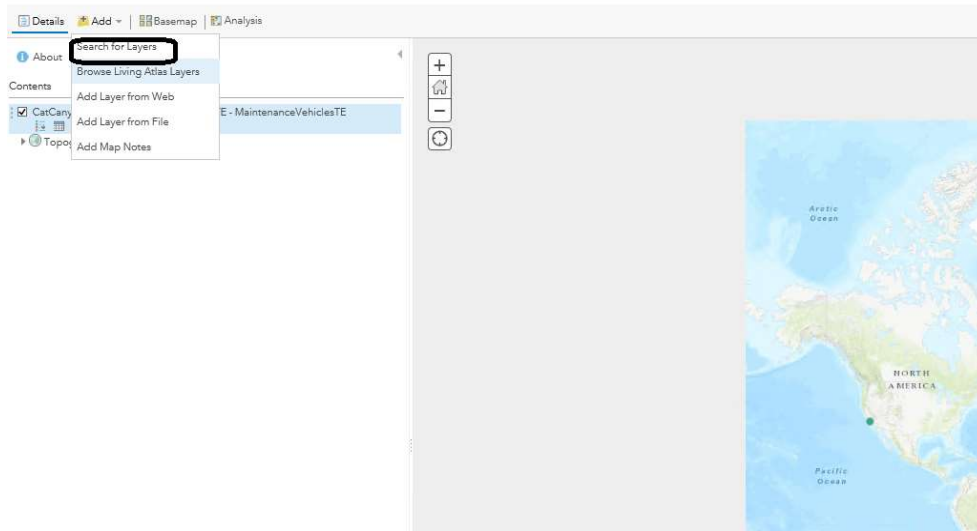 Details Add Basemap Analysis
About
Search for Layers
Browse Living Atlas Layers
Contents
Add Layer from Web
CatCany E - MaintenanceVehiclesTE
Add Layer from File
Topog
Add Map Notes
Arctic
Ocean
NORTH
AMERICA
Pacific
Ocean